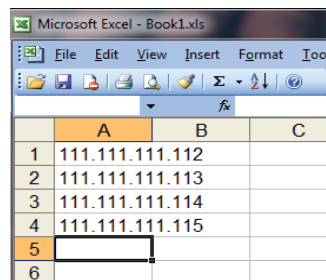 Microsoft Excel - Book1.xls
File Edit View Insert Format
Σ
fx
A B C
1 111.111.111.112
2 111.111.111.113
3 111.111.111.114
4 111.111.111.115
5
6